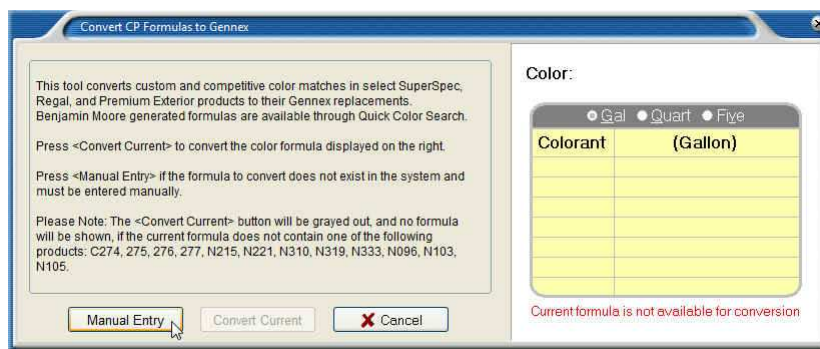 Convert CP Formulas to Gennex
This tool converts custom and competitive color matches in select SuperSpec,
Regal, and Premium Exterior products to their Gennex replacements.
Benjamin Moore generated formulas are available through Quick Color Search.
Press <Convert Current> to convert the color formula displayed on the right.
Press <Manual Entry> if the formula to convert does not exist in the system and
must be entered manually.
Please Note: The <Convert Current> button will be grayed out, and no formula
will be shown, if the current formula does not contain one of the following
products: C274, 275, 276, 277, N215, N221, N310, N319, N333, N096, N103,
N105.
Manual Entry Convert Current Cancel
Color:
Gal Quart Five
Colorant (Gallon)
Current formula is not available for conversion